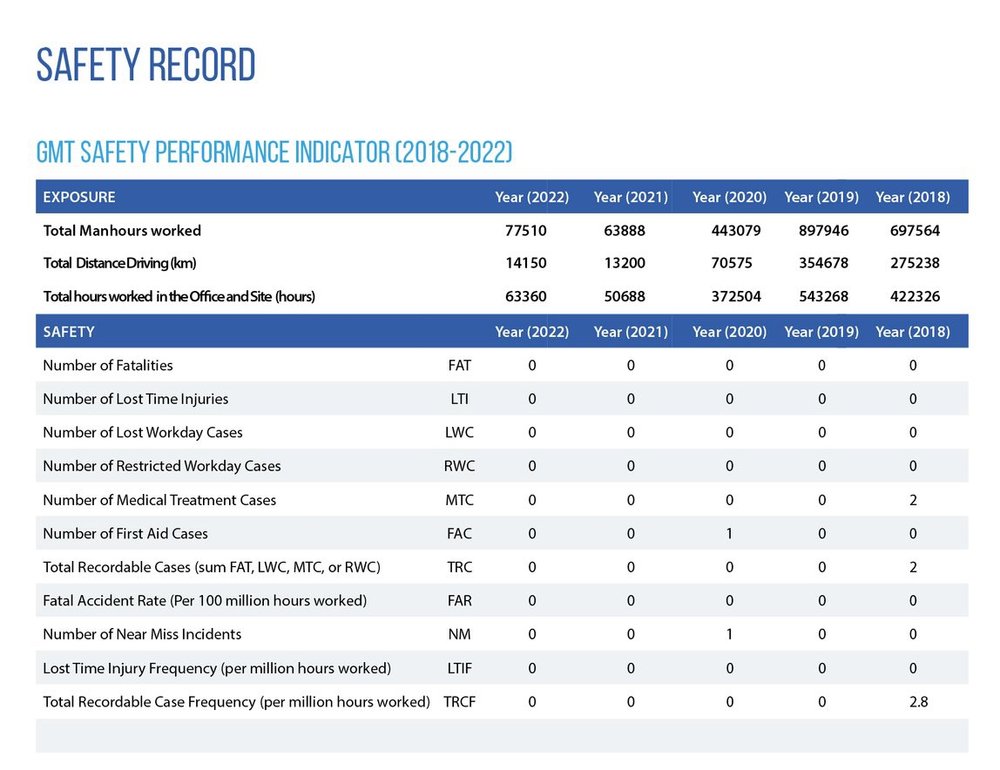 SAFETY RECORD
GMT SAFETY PERFORMANCE INDICATOR (2018-2022)
EXPOSURE Year (2022) Year (2021) Year (2020) Year (2019) Year (2018)
Total Manhours worked 77510 63888 443079 897946 697564
Total Distance Driving (km) 14150 13200 70575 354678 275238
Total hours worked in the Office and Site (hours) 63360 50688 372504 543268 422326
SAFETY Year (2022) Year (2021) Year (2020) Year (2019) Year (2018)
Number of Fatalities FAT 0 0 0 0 0
Number of Lost Time Injuries LTI 0 0 0 0 0
Number of Lost Workday Cases LWC 0 0 0 0 0
Number of Restricted Workday Cases RWC 0 0 0 0 0
Number of Medical Treatment Cases MTC 0 0 0 0 2
Number of First Aid Cases FAC 0 0 1 0 0
Total Recordable Cases (sum FAT, LWC, MTC, or RWC) TRC 0 0 0 0 2
Fatal Accident Rate (Per 100 million hours worked) FAR 0 0 0 0 0
Number of Near Miss Incidents NM 0 0 1 0 0
Lost Time Injury Frequency (per million hours worked) LTIF 0 0 0 0 0
Total Recordable Case Frequency (per million hours worked) TRCF 0 0 0 0 2.8